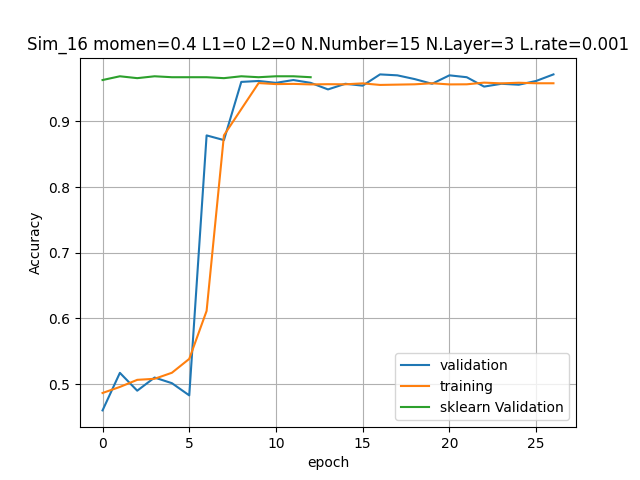 Sim_16 momen=0.4 L1=0 L2=0 N.Number=15 N.Layer=3 L.rate=0.001
Accuracy
0.9
0.8
0.7
0.6
0.5
0 5 10 15 20 25
epoch
validation
training
sklearn Validation